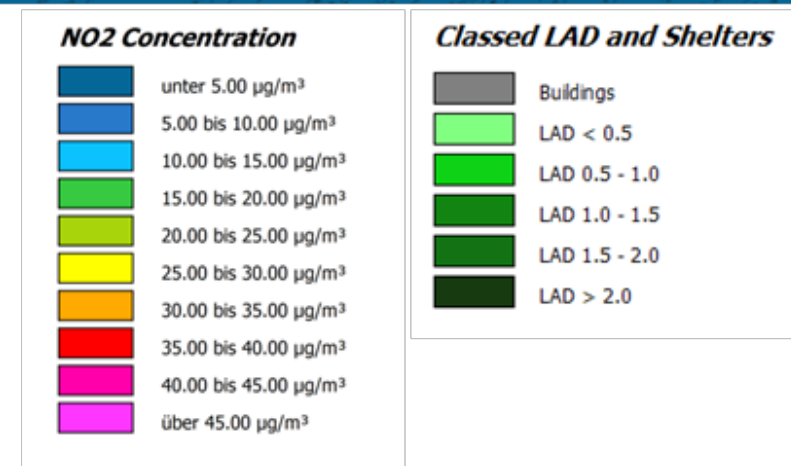 NO2 Concentration
unter 5.00 µg/m³
5.00 bis 10.00 µg/m³
10.00 bis 15.00 µg/m³
15.00 bis 20.00 µg/m³
20.00 bis 25.00 µg/m³
25.00 bis 30.00 µg/m³
30.00 bis 35.00 µg/m³
35.00 bis 40.00 µg/m³
40.00 bis 45.00 µg/m³
über 45.00 µg/m³
Classed LAD and Shelters
Buildings
LAD < 0.5
LAD 0.5 - 1.0
LAD 1.0 - 1.5
LAD 1.5 - 2.0
LAD > 2.0